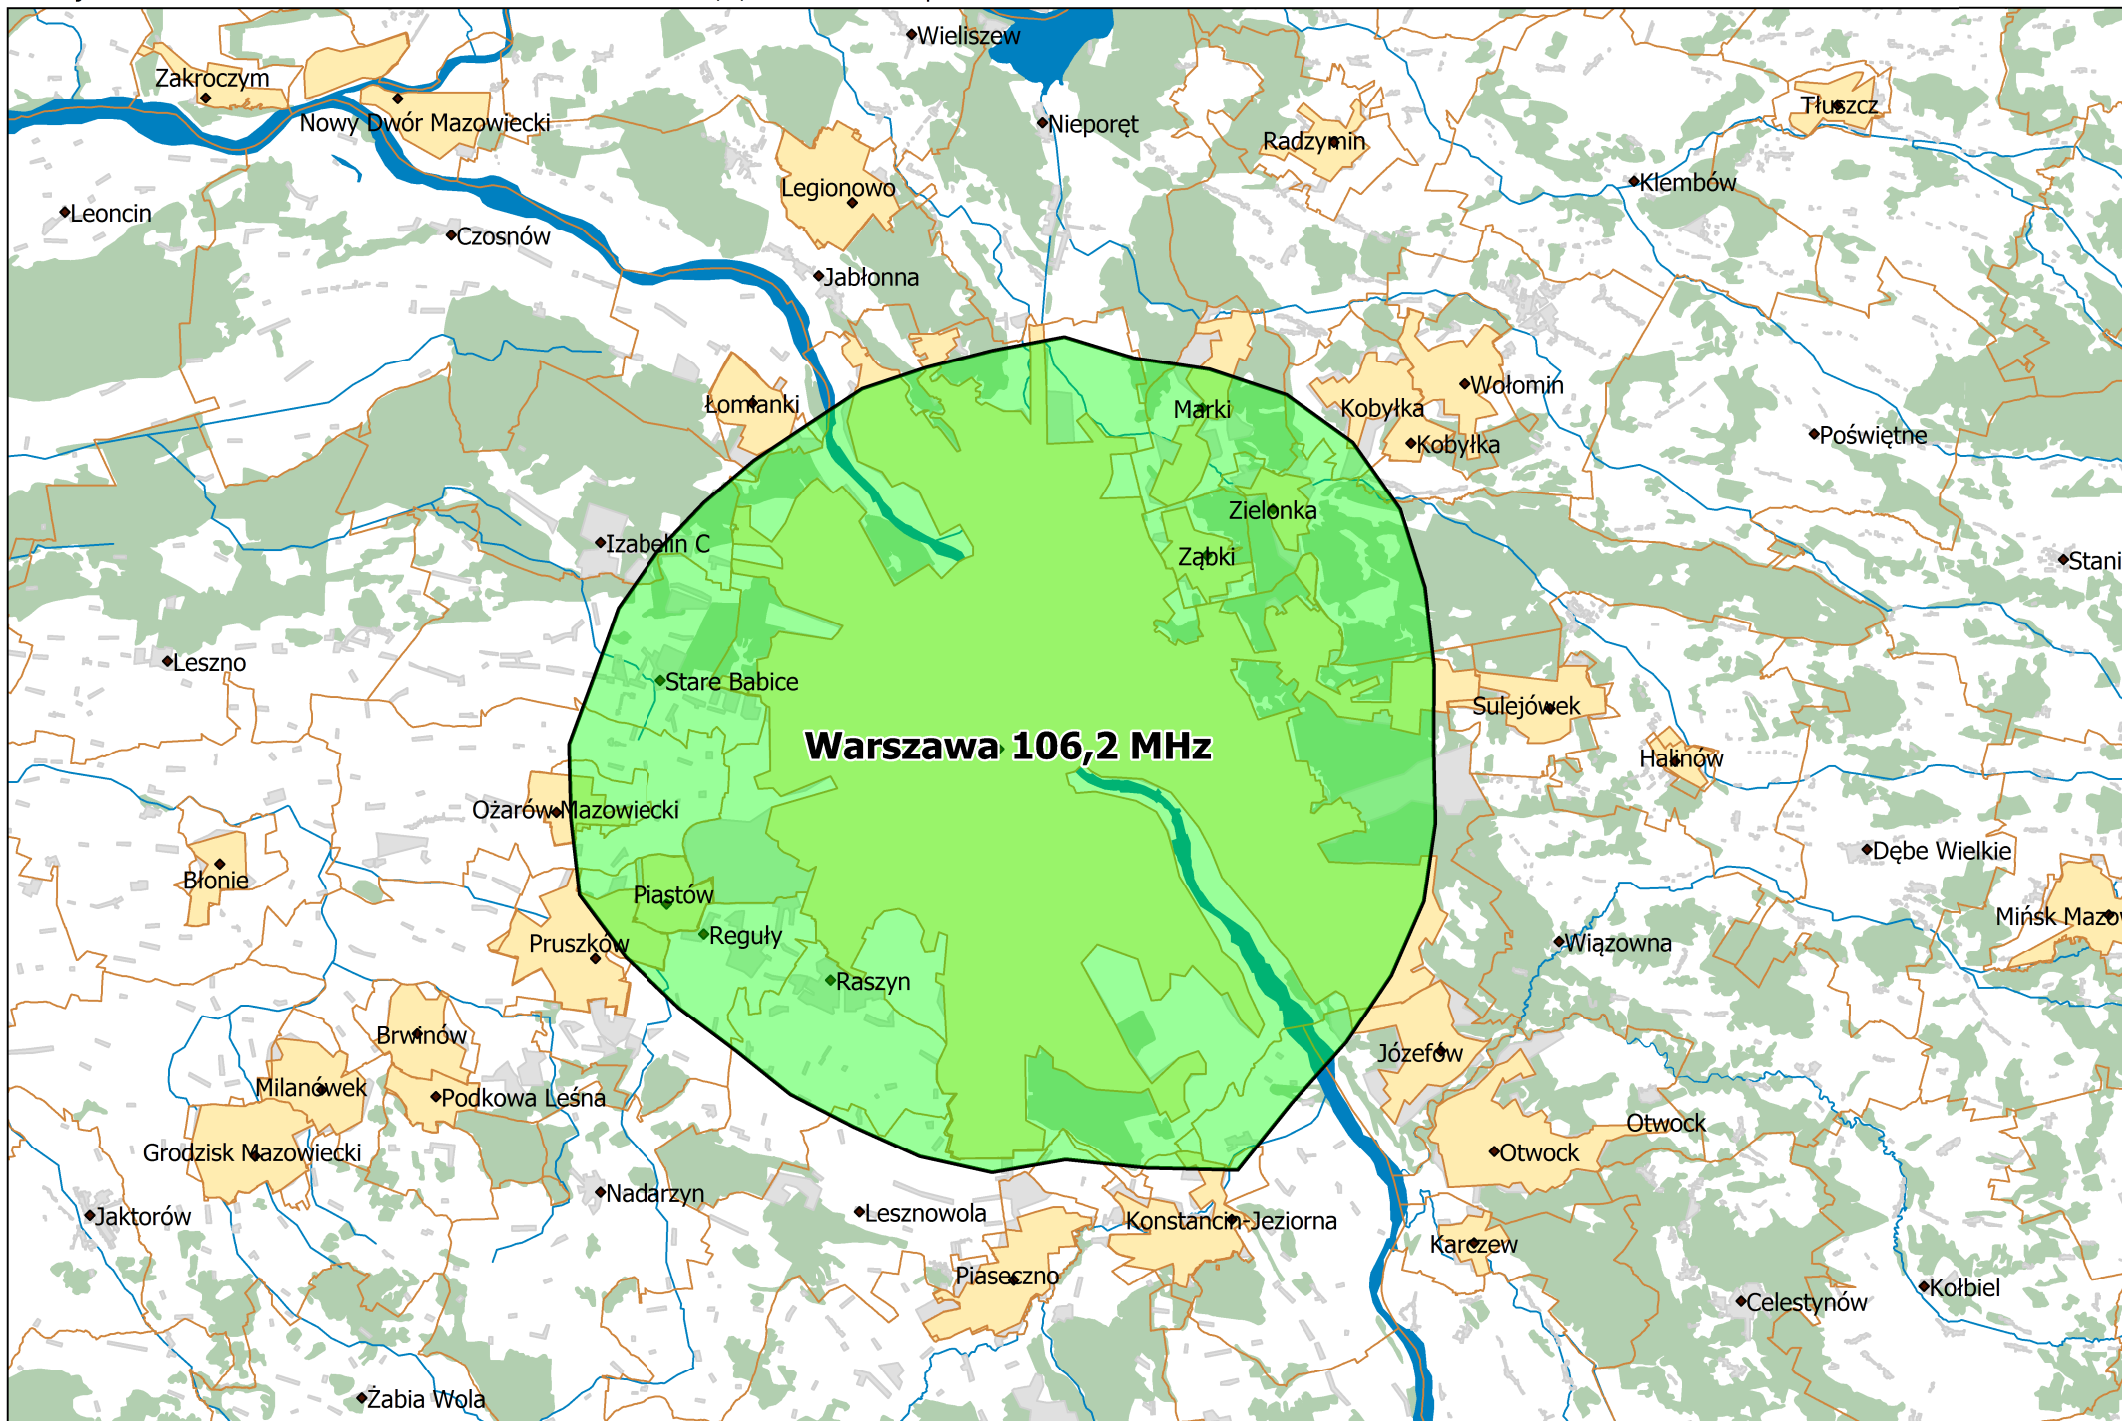 Wieliszew
Zakroczym
Tłuszcz
Nowy Dwór Mazowiecki
Nieporęt
Radzymin
Klembów
Legionowo
Leoncin
Czosnów
Jabłonna
Wołomin
Łomianki
Marki
Kobyłka
Poświętne
Kobyłka
Zielonka
Izabelin C
Ząbki
Stani
Leszno
Stare Babice
Sulejówek
Warszawa 106,2 MHz
Halinów
Ożarów Mazowiecki
Dębe Wielkie
Błonie
Piastów
Mińsk Mazow
Reguły
Pruszków
Wiązowna
Raszyn
Brwinów
Józefów
Milanówek
Podkowa Leśna
Otwock
Grodzisk Mazowiecki
Otwock
Nadarzyn
Jaktorów
Lesznowola
Konstancin-Jeziorna
Karczew
Piaseczno
Kołbiel
Celestynów
Żabia Wola